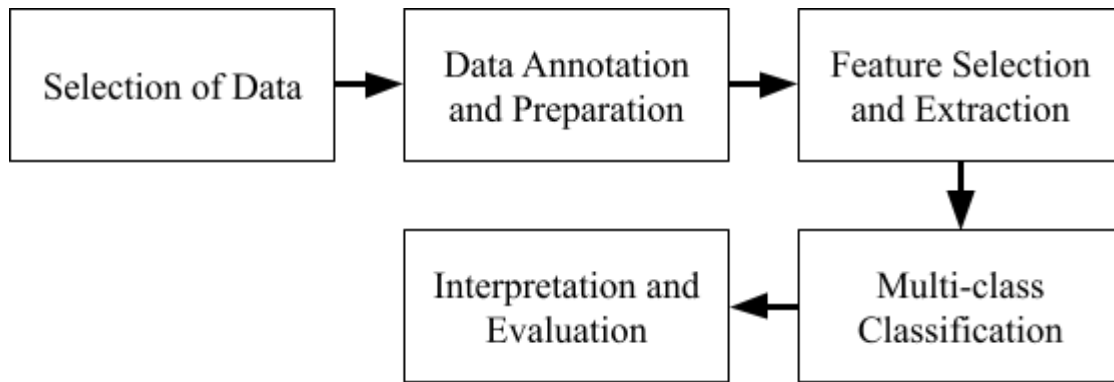 Selection of Data
Data Annotation
and Preparation
Feature Selection
and Extraction
Multi-class
Classification
Interpretation and
Evaluation